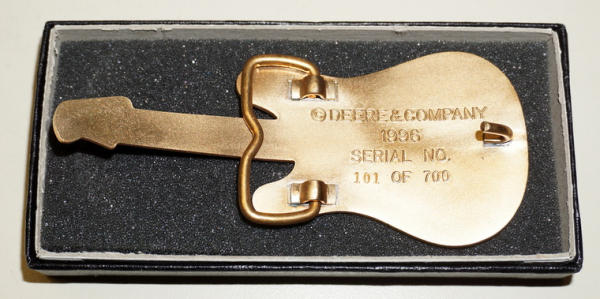 © DEERE & COMPANY
1996
SERIAL NO.
101 OF 700